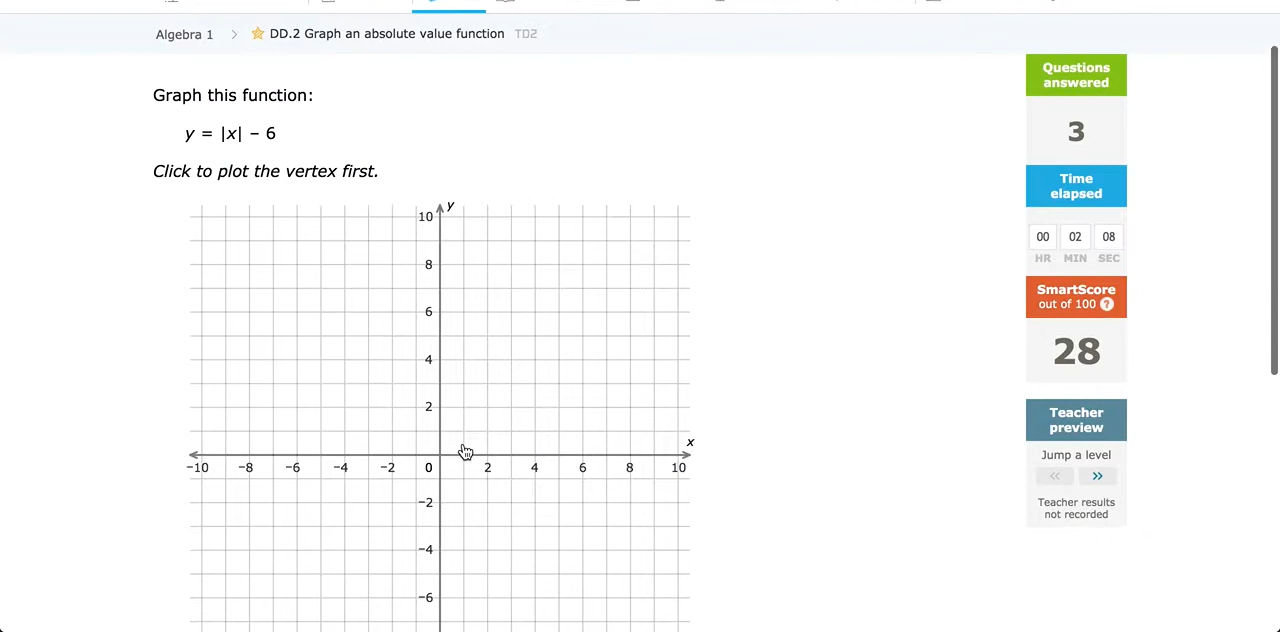 Algebra 1 > DD.2 Graph an absolute value function TD2
Graph this function:
y = |x| – 6
Click to plot the vertex first.
y
10
8
6
4
2
x
−10 −8 −6 −4 −2 0 2 4 6 8 10
−2
−4
−6
Questions
answered
3
Time
elapsed
00 02 08
HR MIN SEC
SmartScore
out of 100 ?
28
Teacher
preview
Jump a level
<< >>
Teacher results
not recorded